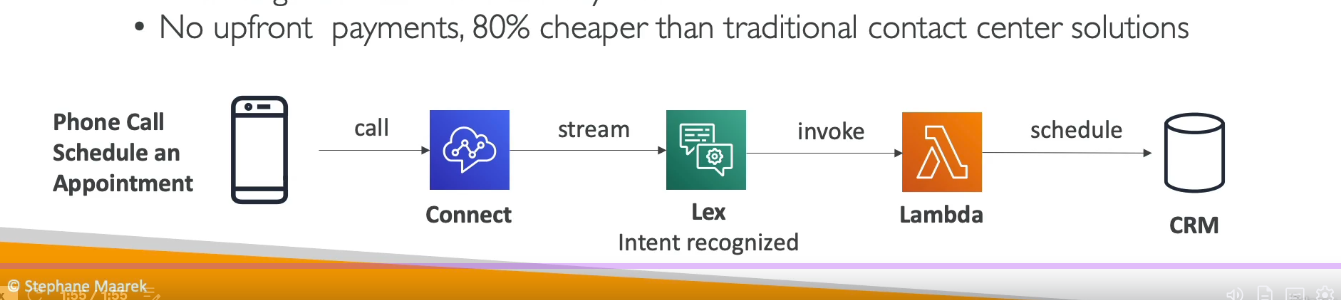 • No upfront payments, 80% cheaper than traditional contact center solutions
Phone Call
Schedule an
Appointment
call
Connect
stream
Lex
Intent recognized
invoke
Lambda
schedule
CRM
© Stephane Maarek
1:55 / 1:55